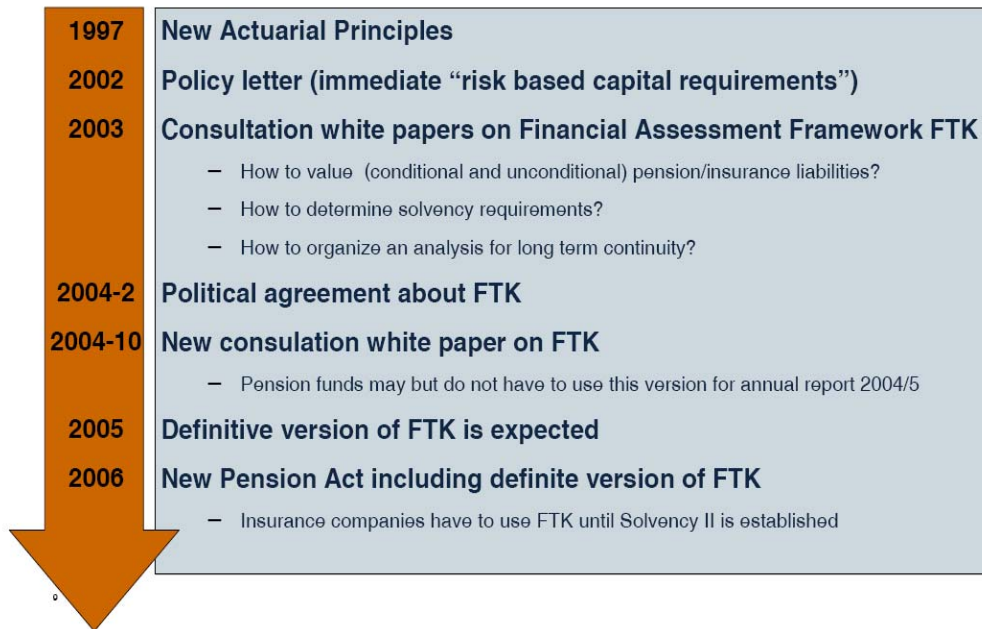 1997 New Actuarial Principles
2002 Policy letter (immediate “risk based capital requirements”)
2003 Consultation white papers on Financial Assessment Framework FTK
– How to value (conditional and unconditional) pension/insurance liabilities?
– How to determine solvency requirements?
– How to organize an analysis for long term continuity?
2004-2 Political agreement about FTK
2004-10 New consulation white paper on FTK
– Pension funds may but do not have to use this version for annual report 2004/5
2005 Definitive version of FTK is expected
2006 New Pension Act including definite version of FTK
– Insurance companies have to use FTK until Solvency II is established
9